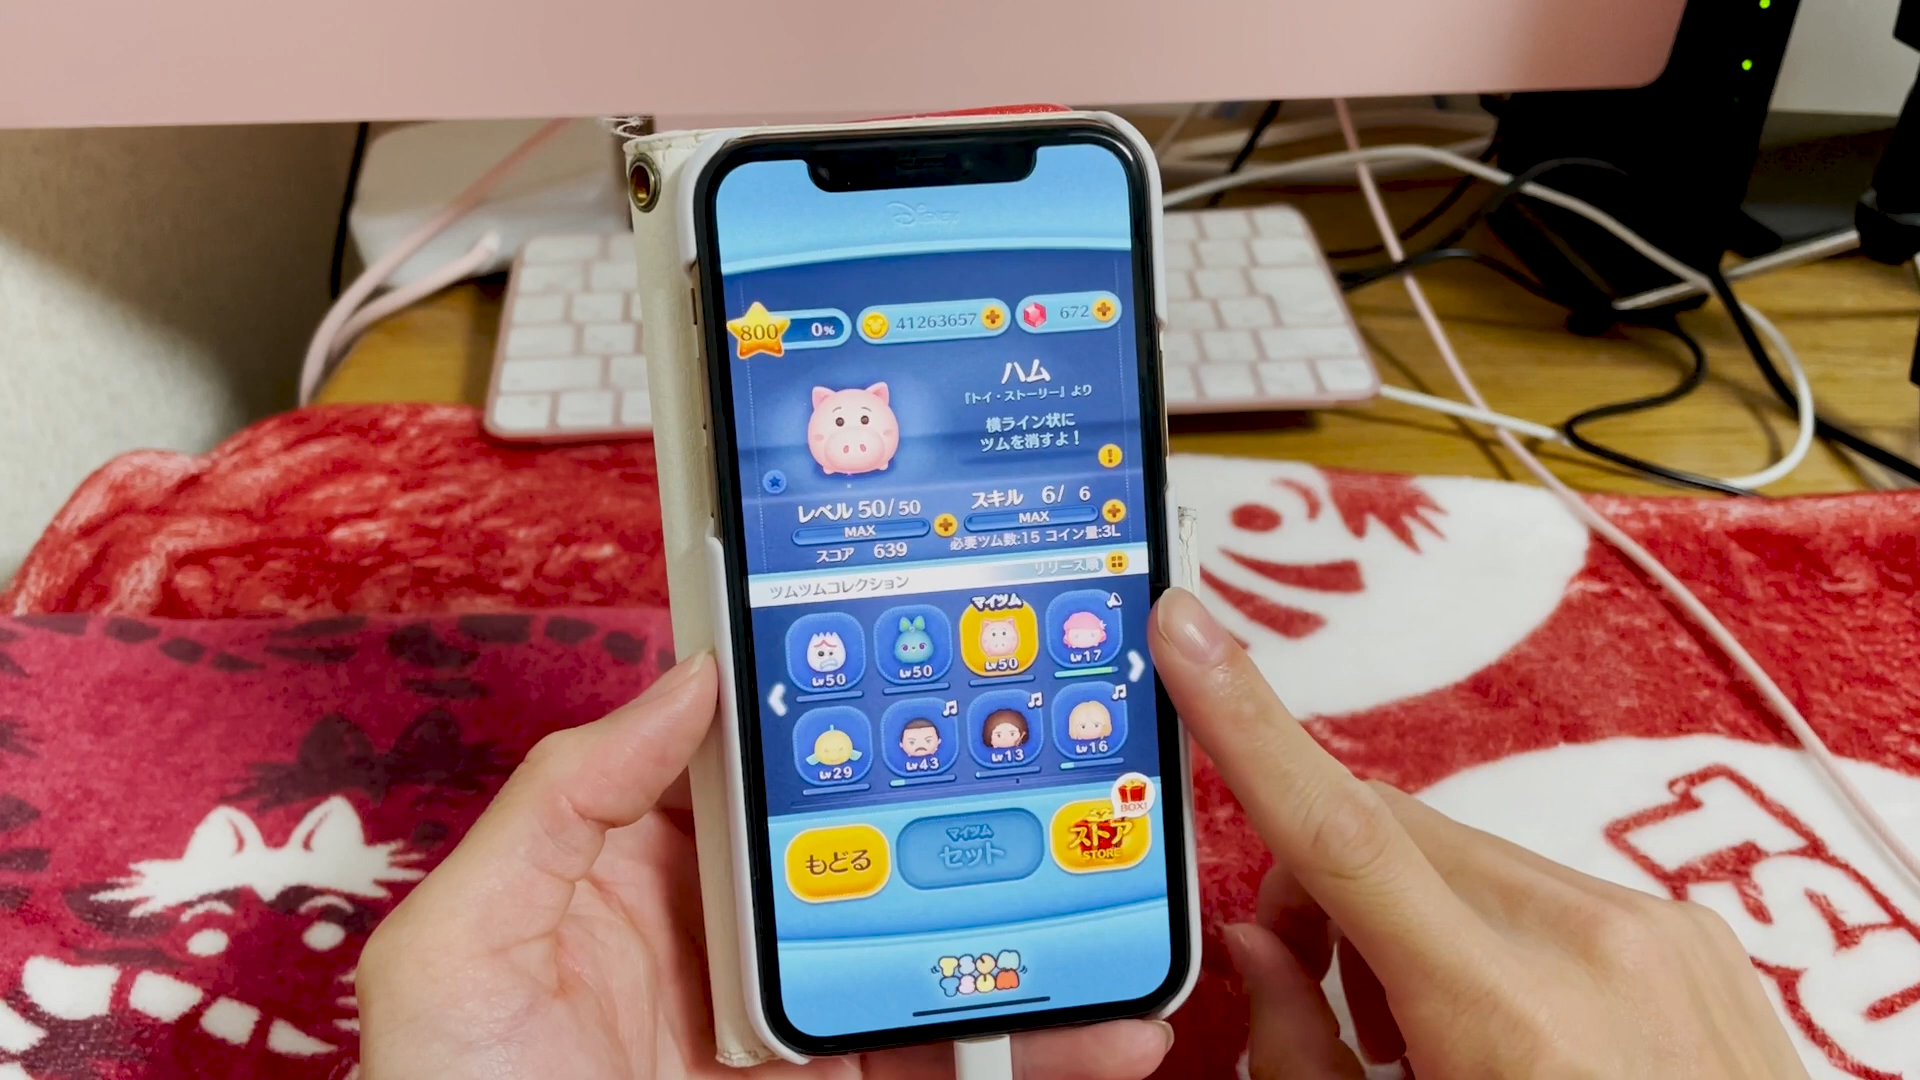 Disney
800
0%
41263657
672
ハム
『トイ・ストーリー』より
横ライン状に
ツムを消すよ!
レベル 50/50
MAX
スコア 639
スキル 6/ 6
MAX
必要ツム数:15 コイン量:3L
ツムツムコレクション
リリース順
Lv50
Lv50
マイツム
Lv50
Lv17
Lv29
Lv43
Lv13
Lv16
もどる
マイツム
セット
BOX!
ストア
STORE
TSUM
TSUM
TSU